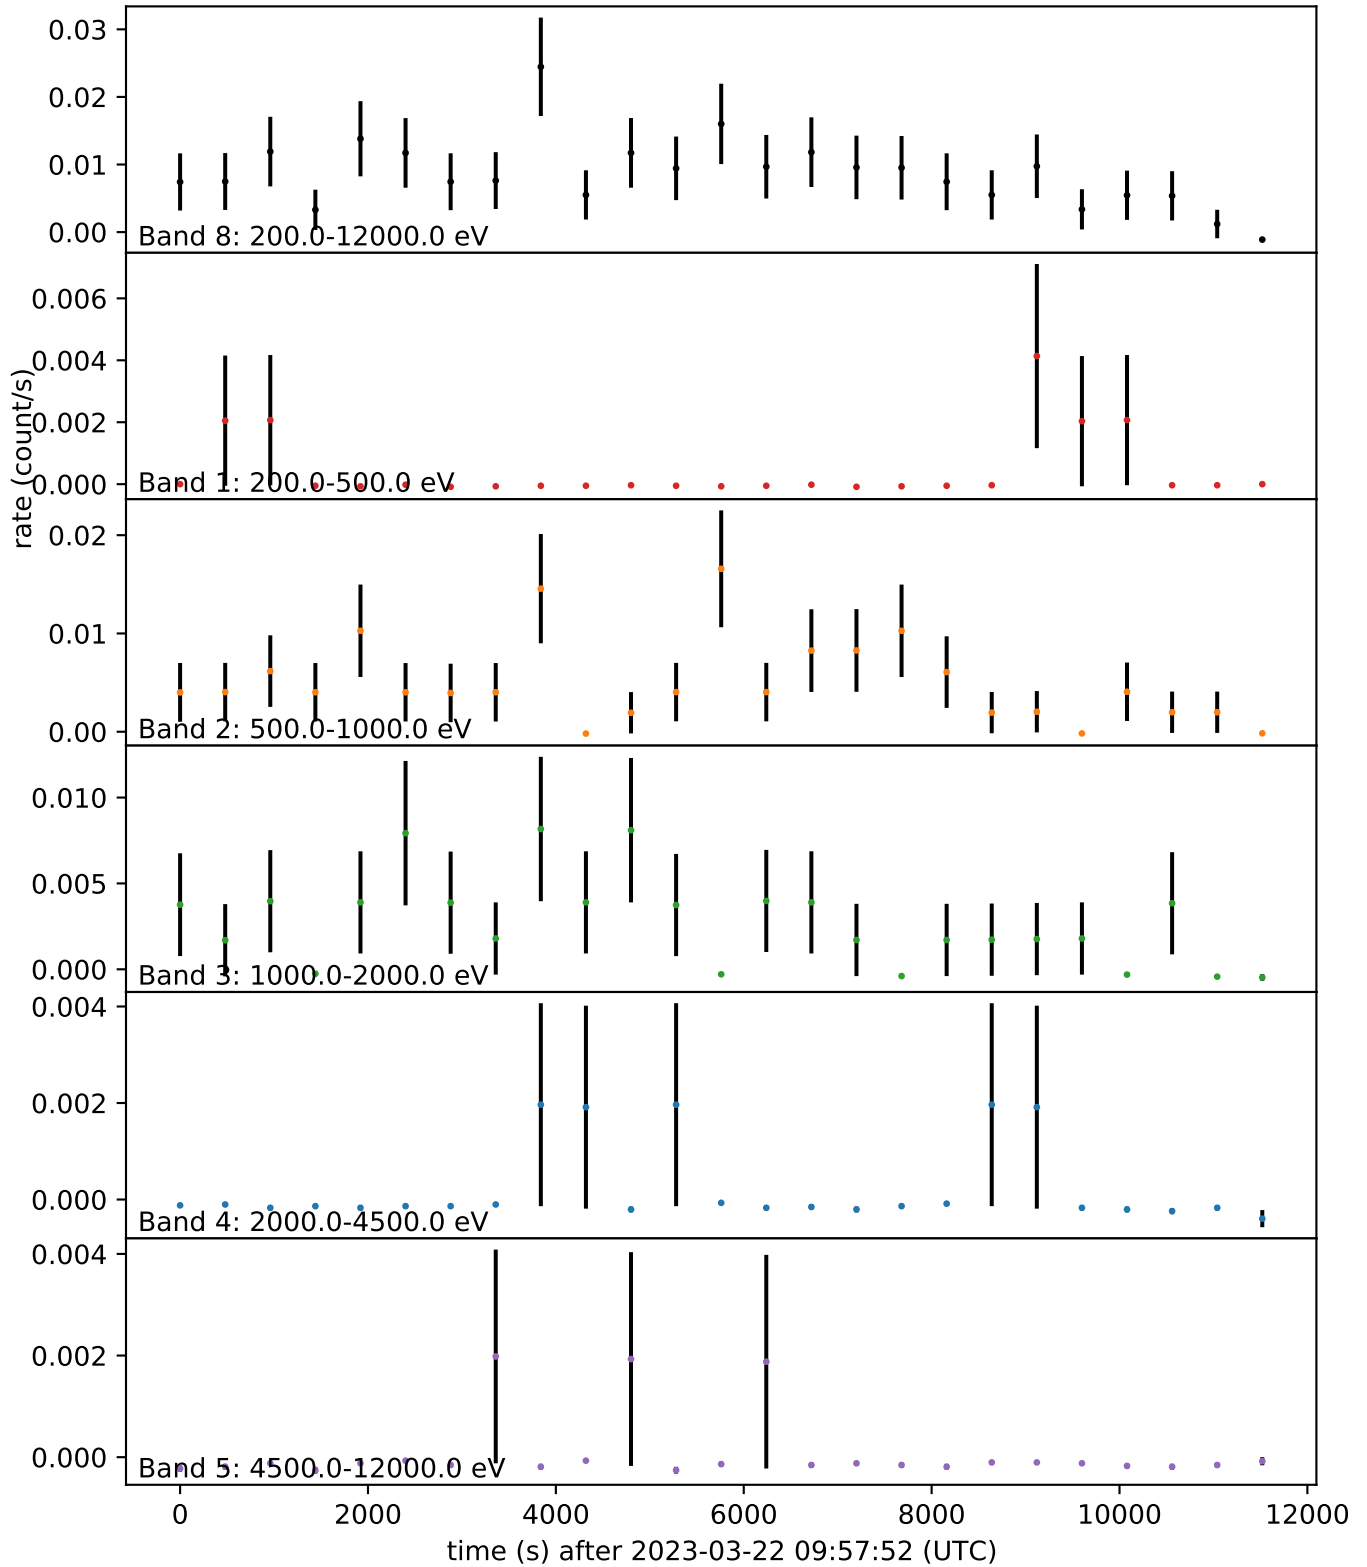 0.03
0.02
0.01
0.00
Band 8: 200.0-12000.0 eV
rate (count/s)
0.006
0.004
0.002
0.000
Band 1: 200.0-500.0 eV
0.02
0.01
0.00
Band 2: 500.0-1000.0 eV
0.010
0.005
0.000
Band 3: 1000.0-2000.0 eV
0.004
0.002
0.000
Band 4: 2000.0-4500.0 eV
0.004
0.002
0.000
Band 5: 4500.0-12000.0 eV
0 2000 4000 6000 8000 10000 12000
time (s) after 2023-03-22 09:57:52 (UTC)